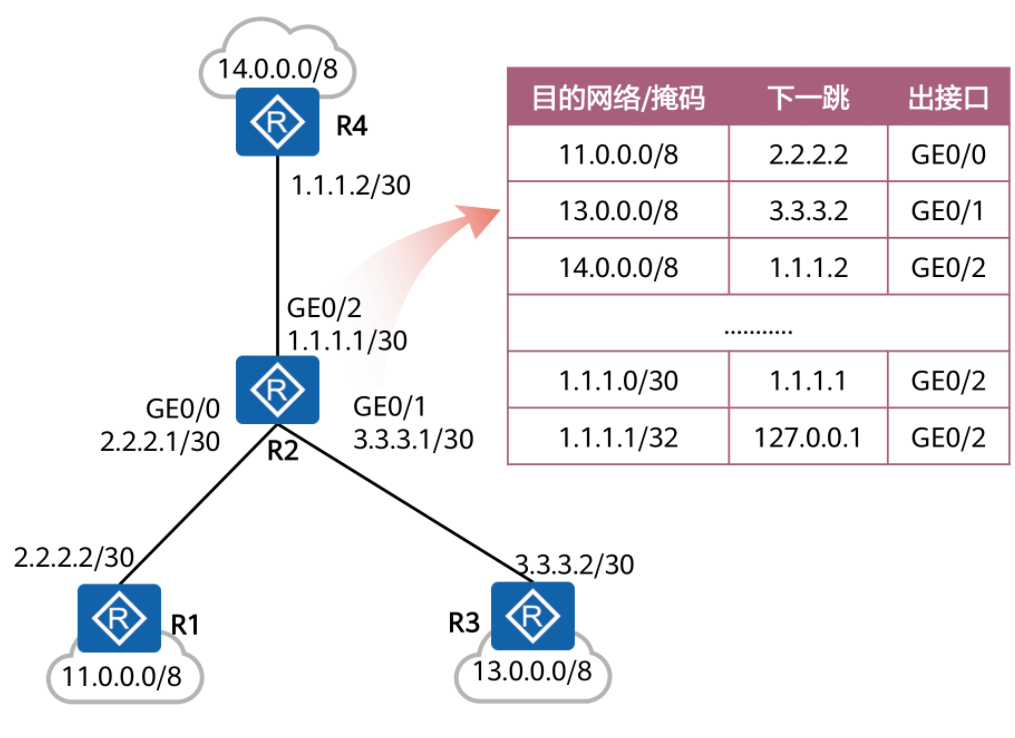 14.0.0.0/8
R
R4
1.1.1.2/30
GE0/2
1.1.1.1/30
R
R2
GE0/0
2.2.2.1/30
GE0/1
3.3.3.1/30
2.2.2.2/30
R
R1
11.0.0.0/8
3.3.3.2/30
R
R3
13.0.0.0/8
目的网络/掩码 下一跳 出接口
11.0.0.0/8 2.2.2.2 GE0/0
13.0.0.0/8 3.3.3.2 GE0/1
14.0.0.0/8 1.1.1.2 GE0/2
...........
1.1.1.0/30 1.1.1.1 GE0/2
1.1.1.1/32 127.0.0.1 GE0/2